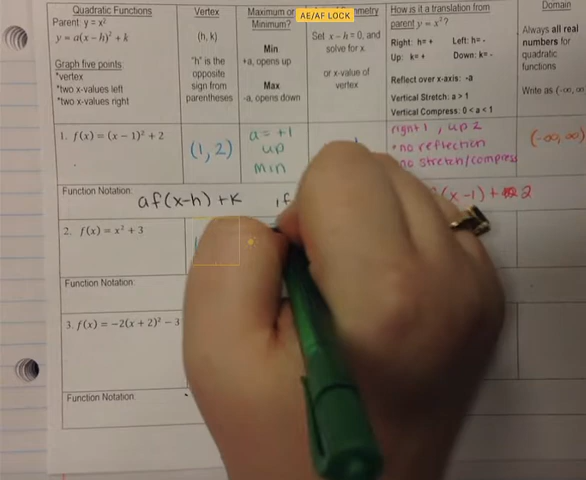 AE/AF LOCK
Quadratic Functions
Parent: y = x²
y = a(x − h)² + k
Graph five points
*vertex
*two x-values left
*two x-values right
Vertex
(h, k)
"h" is the
opposite
sign from
parentheses
Maximum or
Minimum?
Min
+a, opens up
Max
-a, opens down
Symmetry
Set x − h = 0, and
solve for x
or x-value of
vertex
How is it a translation from
parent y = x²?
Right: h= + Left: h= -
Up: k= + Down: k= -
Reflect over x-axis: -a
Vertical Stretch: a > 1
Vertical Compress: 0 < a < 1
Domain
Always all real
numbers for
quadratic
functions
Write as (-∞, ∞
1. f(x) = (x − 1)² + 2
(1, 2)
a = +1
up
min
right 1, up 2
• no reflection
no stretch/compress
(-∞, ∞)
Function Notation: af(x-h)+k if
(x-1)+ 2
2. f(x) = x² + 3
Function Notation:
3. f(x) = −2(x + 2)² − 3
Function Notation